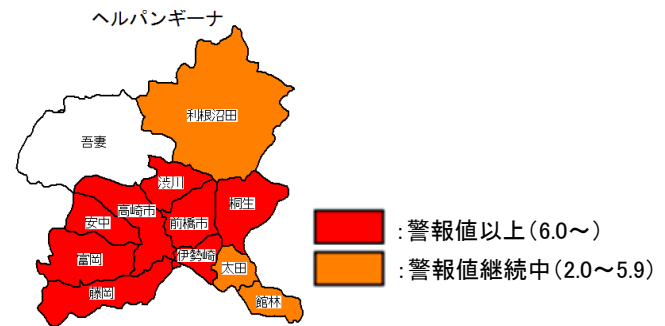 ヘルパンギーナ
利根沼田
吾妻
渋川
桐生
高崎市
安中
前橋市
伊勢崎
富岡
太田
藤岡
館林
：警報値以上（6.0～）
：警報値継続中（2.0～5.9）